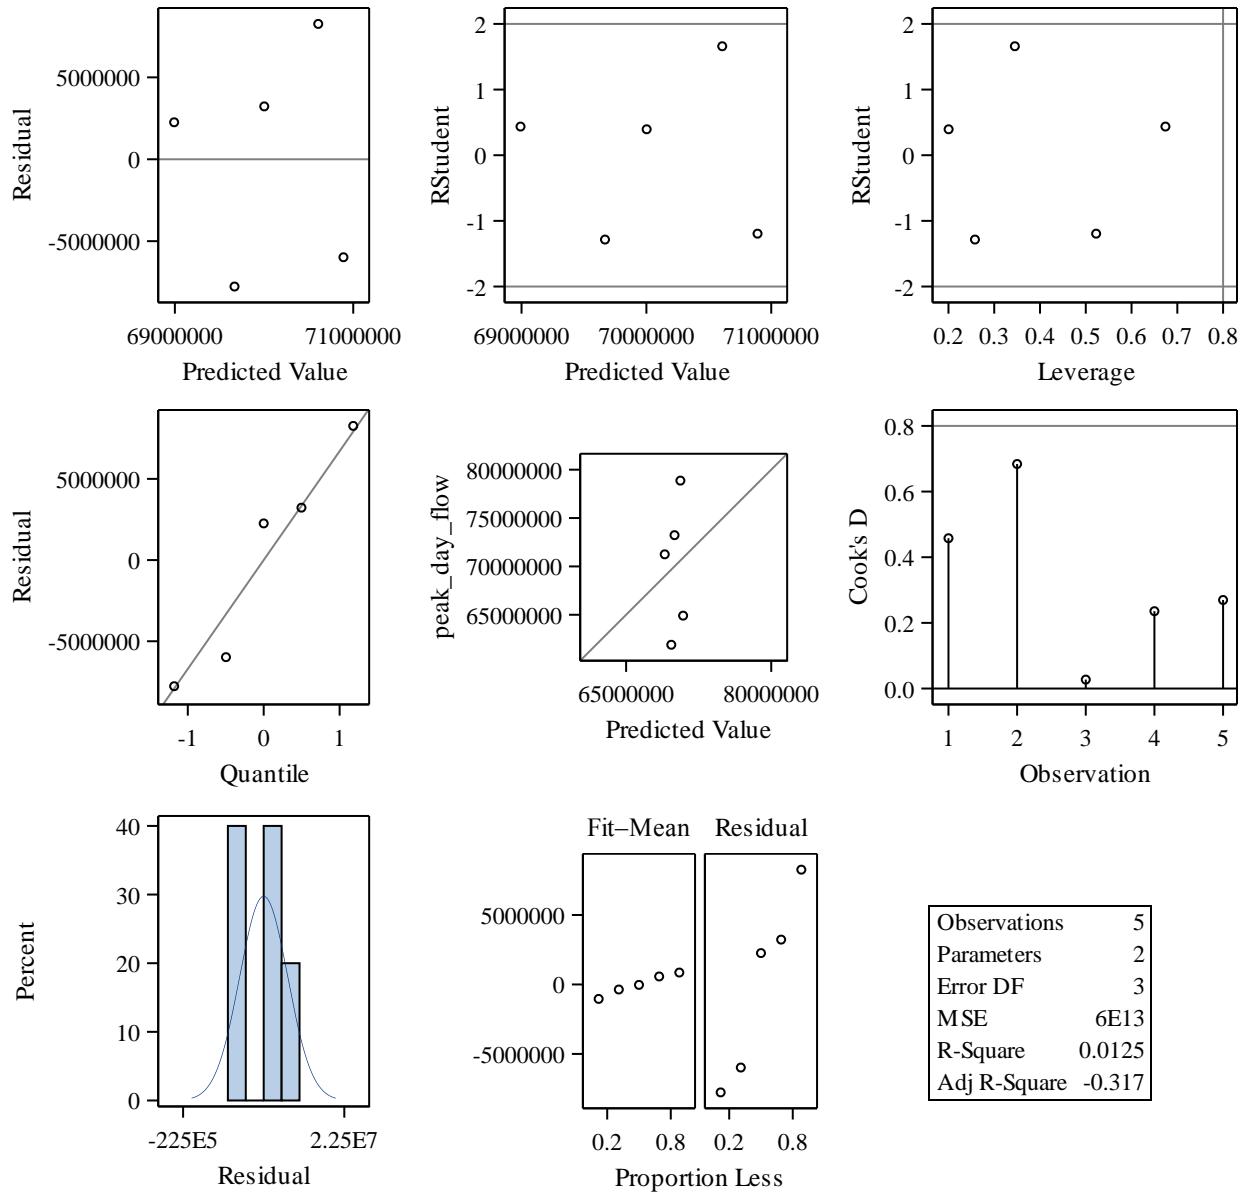 Residual
5000000
0
-5000000
69000000 71000000
Predicted Value
RStudent
2
1
0
-1
-2
69000000 70000000 71000000
Predicted Value
RStudent
2
1
0
-1
-2
0.2 0.3 0.4 0.5 0.6 0.7 0.8
Leverage
Residual
5000000
0
-5000000
-1 0 1
Quantile
peak_day_flow
80000000
75000000
70000000
65000000
65000000 80000000
Predicted Value
Cook's D
0.8
0.6
0.4
0.2
0.0
1 2 3 4 5
Observation
Percent
40
30
20
10
0
-225E5 2.25E7
Residual
Fit–Mean Residual
5000000
0
-5000000
0.2 0.8 0.2 0.8
Proportion Less
Observations 5
Parameters 2
Error DF 3
MSE 6E13
R-Square 0.0125
Adj R-Square -0.317